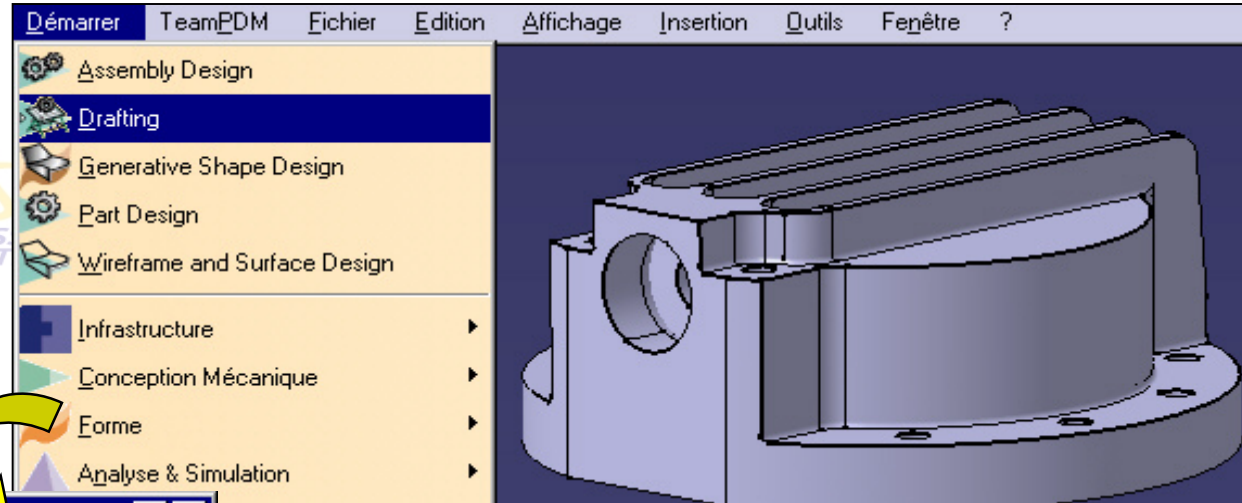 Démarrer TeamPDM Fichier Edition Affichage Insertion Outils Fenêtre ?
Assembly Design
Drafting
Generative Shape Design
Part Design
Wireframe and Surface Design
Infrastructure
Conception Mécanique
Forme
Analyse & Simulation